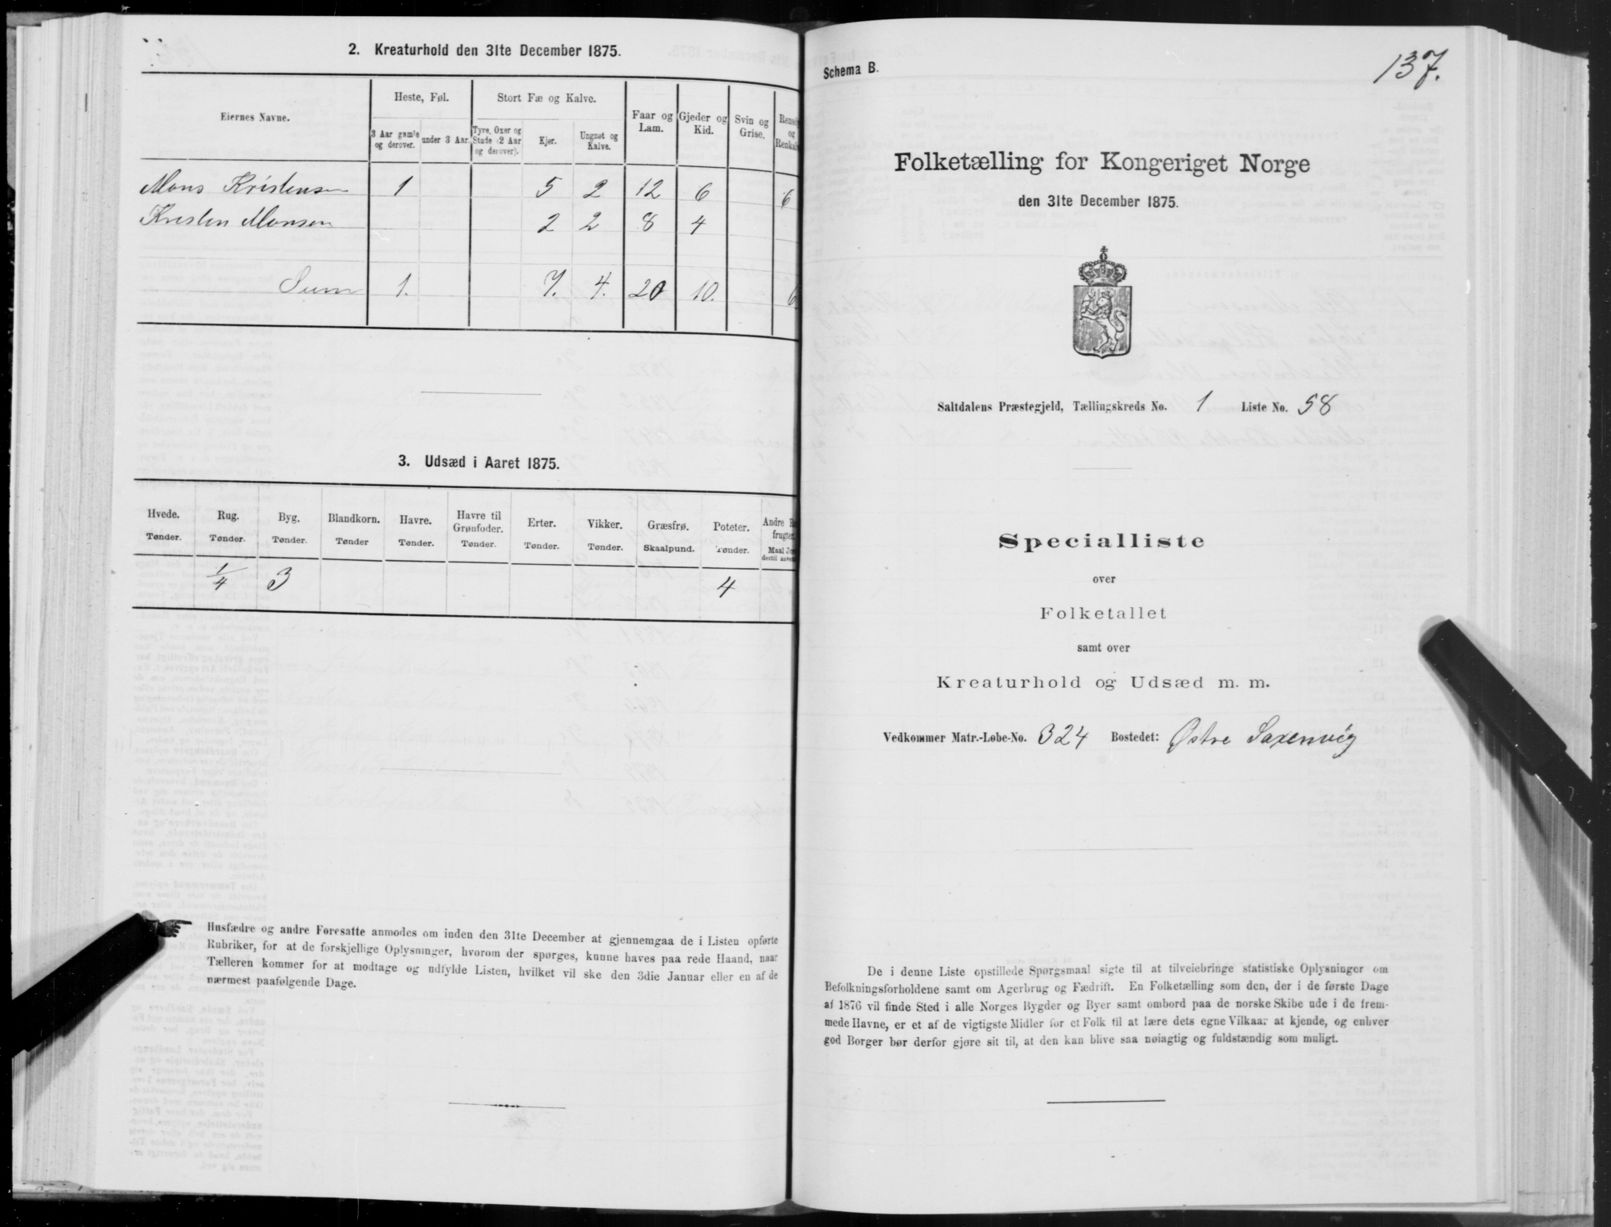 2. Kreaturhold den 31te December 1875.
Eiernes Navne.
Heste, Føl.
Stort Fæ og Kalve.
Faar og Lam.
Gjeder og Kid.
Svin og Grise.
3 Aar gamle og derover.
under 3 Aar.
Tyre, Oxer og Stude (2 Aar og derover).
Kjør.
Ungnøt og Kalve.
Mons Kristensen 1 5 2 12 6 6
Kristen Monsen 2 2 8 4
Sum 1. 7. 4. 20 10. 6
3. Udsæd i Aaret 1875.
Hvede. Rug. Byg. Blandkorn. Havre. Havre til Grønfoder. Erter. Vikker. Græsfrø. Poteter. Andre
Tønder. Tønder. Tønder. Tønder Tønder. Tønder. Tønder. Tønder. Skaalpund. Tønder.
1/4 3 4
Husfædre og andre Foresatte anmodes om inden den 31te December at gjennemgaa de i Listen opførte
Rubriker, for at de forskjellige Oplysninger, hvorom der spørges, kunne haves paa rede Haand, naar
Tælleren kommer for at modtage og udfylde Listen, hvilket vil ske den 3die Januar eller en af de
nærmest paafølgende Dage.
Schema B.
137.
Folketælling for Kongeriget Norge
den 31te December 1875.
Saltdalens Præstegjeld, Tællingskreds No. 1 Liste No. 58
Specialliste
over
Folketallet
samt over
Kreaturhold og Udsæd m. m.
Vedkommer Matr.-Løbe-No. 324 Bostedet: Østre Saxenvig
De i denne Liste opstillede Spørgsmaal sigte til at tilveiebringe statistiske Oplysninger om
Befolkningsforholdene samt om Agerbrug og Fædrift. En Folketælling som den, der i de første Dage
af 1876 vil finde Sted i alle Norges Bygder og Byer samt ombord paa de norske Skibe ude i de frem-
mede Havne, er et af de vigtigste Midler for et Folk til at lære dets egne Vilkaar at kjende, og enhver
god Borger bør derfor gjøre sit til, at den kan blive saa nøiagtig og fuldstændig som muligt.